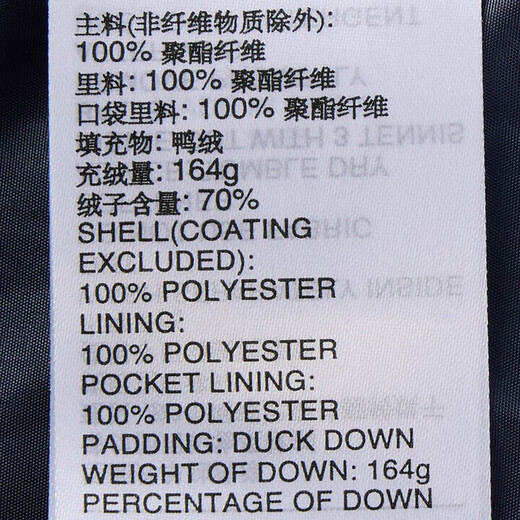 主料(非纤维物质除外):
100% 聚酯纤维
里料: 100% 聚酯纤维
口袋里料: 100% 聚酯纤维
填充物: 鸭绒
充绒量: 164g
绒子含量: 70%
SHELL(COATING
EXCLUDED):
100% POLYESTER
LINING:
100% POLYESTER
POCKET LINING:
100% POLYESTER
PADDING: DUCK DOWN
WEIGHT OF DOWN: 164g
PERCENTAGE OF DOWN